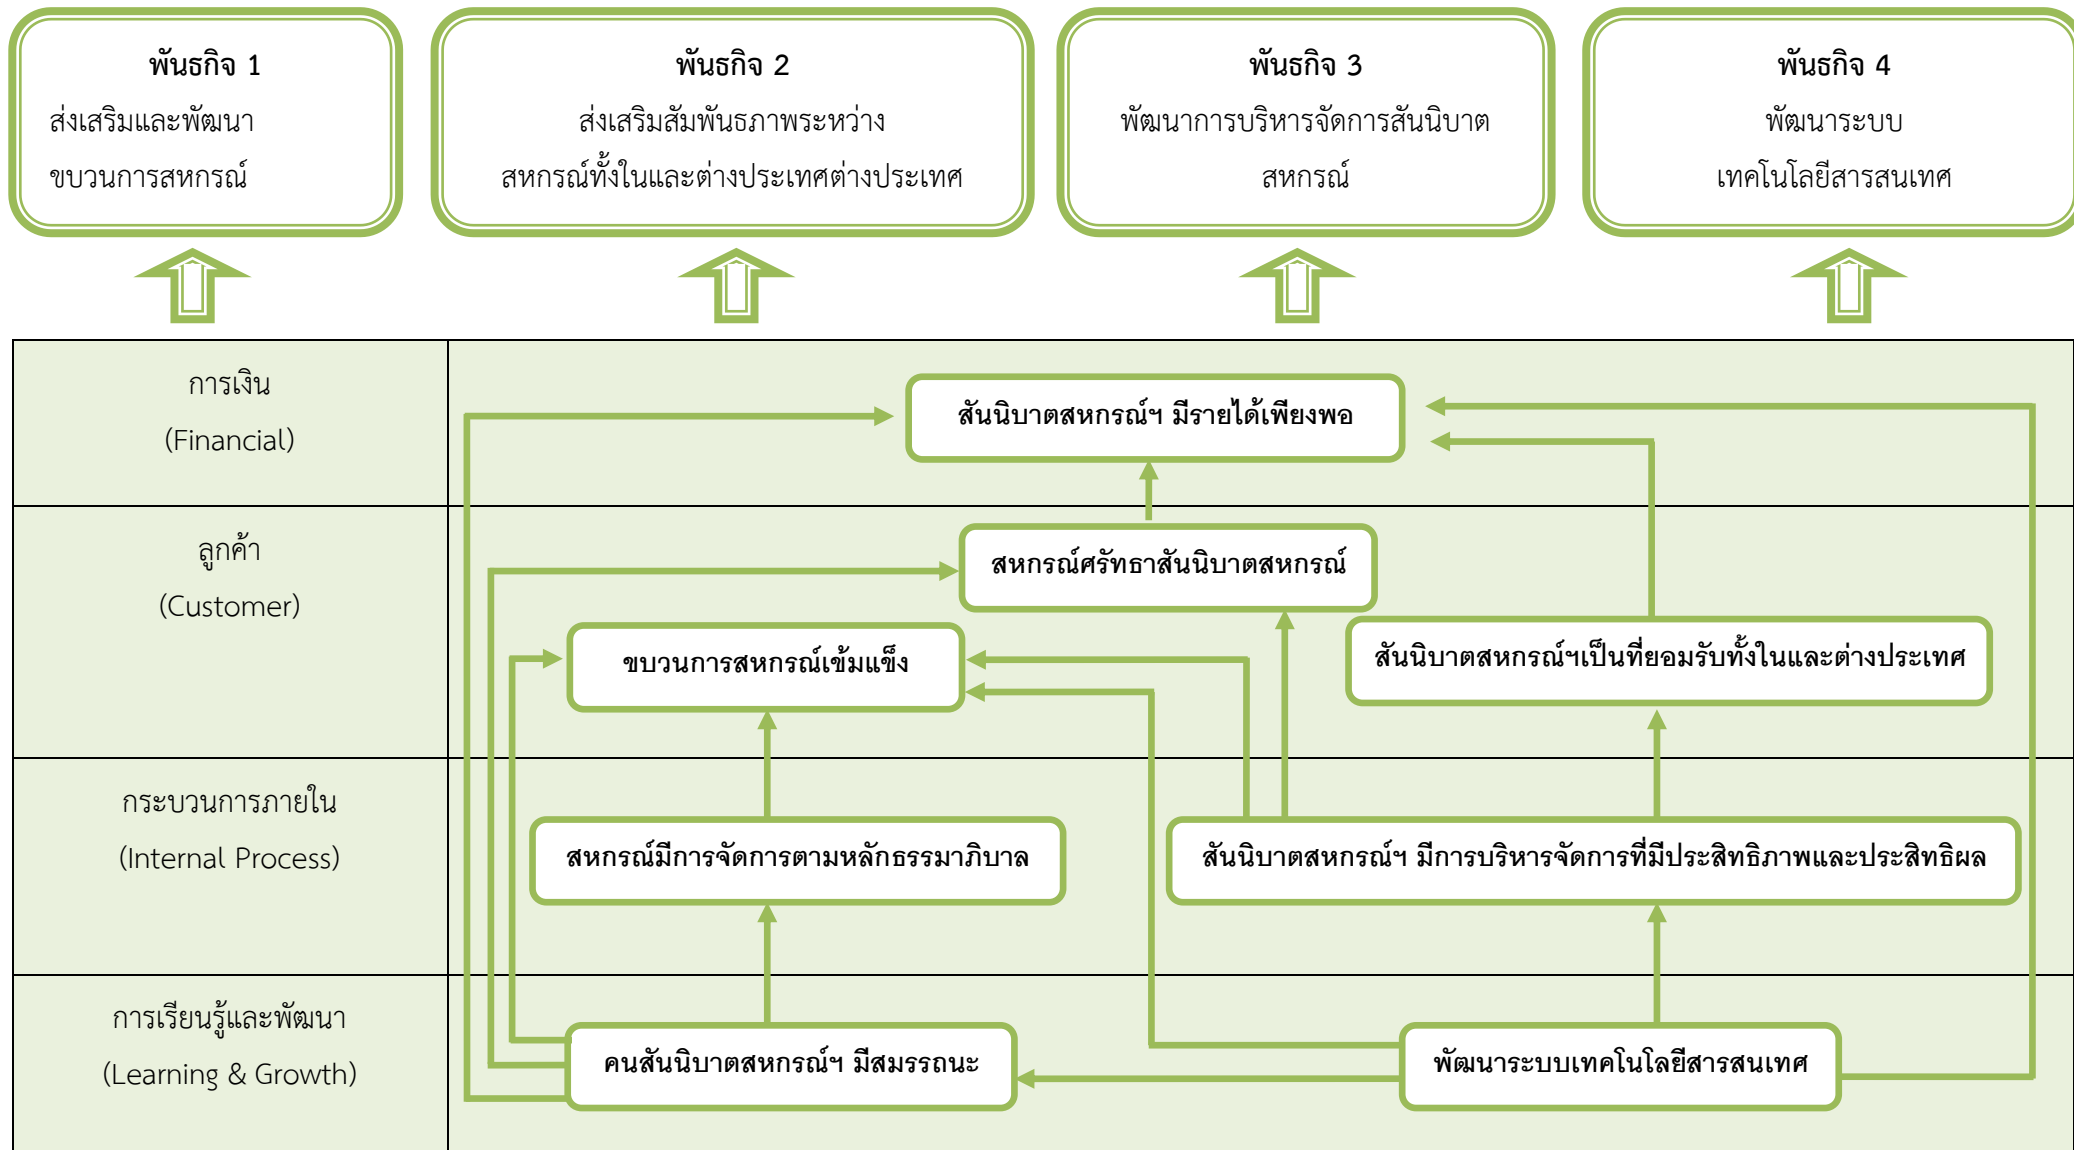 พันธกิจ 1
ส่งเสริมและพัฒนา
ขบวนการสหกรณ์
พันธกิจ 2
ส่งเสริมสัมพันธภาพระหว่าง
สหกรณ์ทั้งในและต่างประเทศต่างประเทศ
พันธกิจ 3
พัฒนาการบริหารจัดการสันนิบาต
สหกรณ์
พันธกิจ 4
พัฒนาระบบ
เทคโนโลยีสารสนเทศ
การเงิน
(Financial)
สันนิบาตสหกรณ์ฯ มีรายได้เพียงพอ
ลูกค้า
(Customer)
สหกรณ์ศรัทธาสันนิบาตสหกรณ์
ขบวนการสหกรณ์เข้มแข็ง
สันนิบาตสหกรณ์ฯเป็นที่ยอมรับทั้งในและต่างประเทศ
กระบวนการภายใน
(Internal Process)
สหกรณ์มีการจัดการตามหลักธรรมาภิบาล
สันนิบาตสหกรณ์ฯ มีการบริหารจัดการที่มีประสิทธิภาพและประสิทธิผล
การเรียนรู้และพัฒนา
(Learning & Growth)
คนสันนิบาตสหกรณ์ฯ มีสมรรถนะ
พัฒนาระบบเทคโนโลยีสารสนเทศ